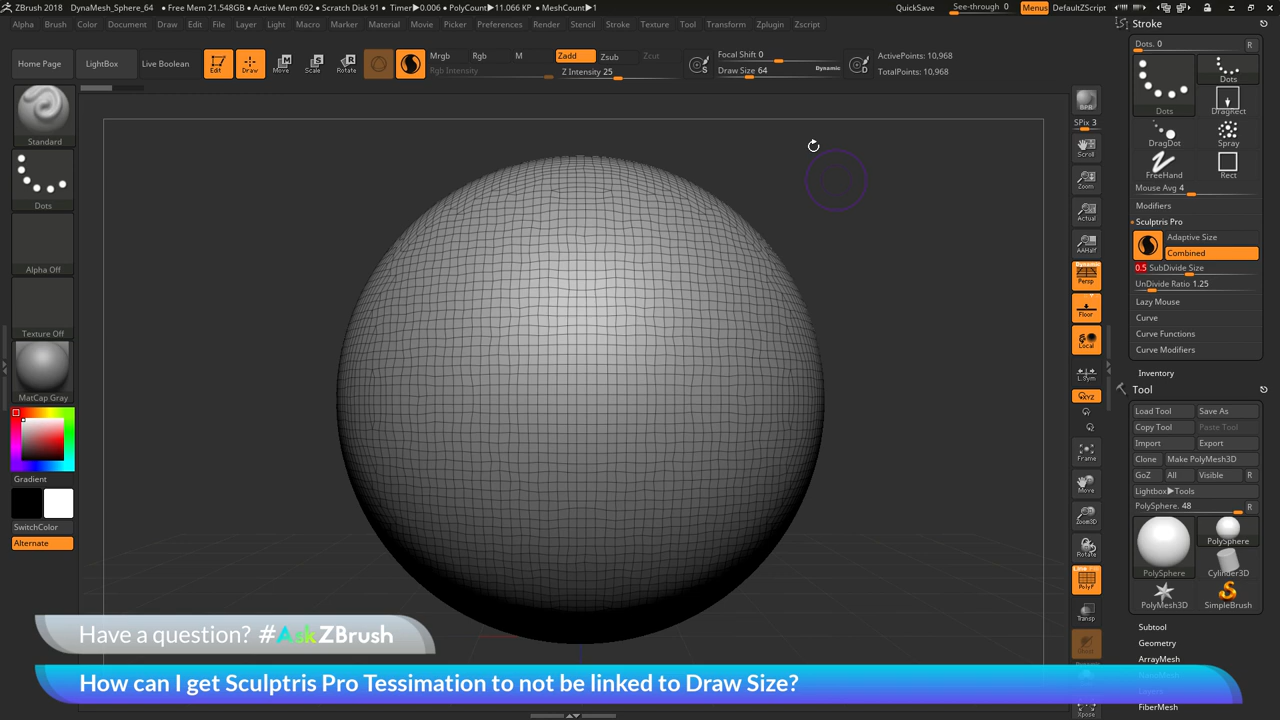 ZBrush 2018 DynaMesh_Sphere_64 • Free Mem 21.548GB • Active Mem 692 • Scratch Disk 91 • Timer▶0.006 • PolyCount▶11.066 KP • MeshCount▶1 QuickSave See-through 0 Menus DefaultZScript
Alpha Brush Color Document Draw Edit File Layer Light Macro Marker Material Movie Picker Preferences Render Stencil Stroke Texture Tool Transform Zplugin Zscript
Home Page LightBox Live Boolean Edit Draw Move Scale Rotate
Mrgb Rgb M Zadd Zsub Zcut
Rgb Intensity Z Intensity 25
Focal Shift 0
Draw Size 64 Dynamic
S
D
ActivePoints: 10,968
TotalPoints: 10,968
Standard
Dots
Alpha Off
Texture Off
MatCap Gray
Gradient
SwitchColor
Alternate
BPR
SPix 3
Scroll
Zoom
Actual
AAHalf
Dynamic
Persp
Floor
Local
L.Sym
XYZ
Frame
Move
Zoom3D
Rotate
Line Fill
PolyF
Transp
Xpose
Stroke
Dots. 0 R
Dots Dots
DragRect
DragDot Spray
FreeHand Rect
Mouse Avg 4
Modifiers
Sculptris Pro
Adaptive Size
Combined
0.5 SubDivide Size
UnDivide Ratio 1.25
Lazy Mouse
Curve
Curve Functions
Curve Modifiers
Inventory
Tool
Load Tool Save As
Copy Tool Paste Tool
Import Export
Clone Make PolyMesh3D
GoZ All Visible R
Lightbox▶Tools
PolySphere. 48 R
PolySphere PolySphere
Cylinder3D
PolyMesh3D SimpleBrush
Subtool
Geometry
ArrayMesh
NanoMesh
Layers
FiberMesh
Have a question? #AskZBrush
How can I get Sculptris Pro Tessimation to not be linked to Draw Size?